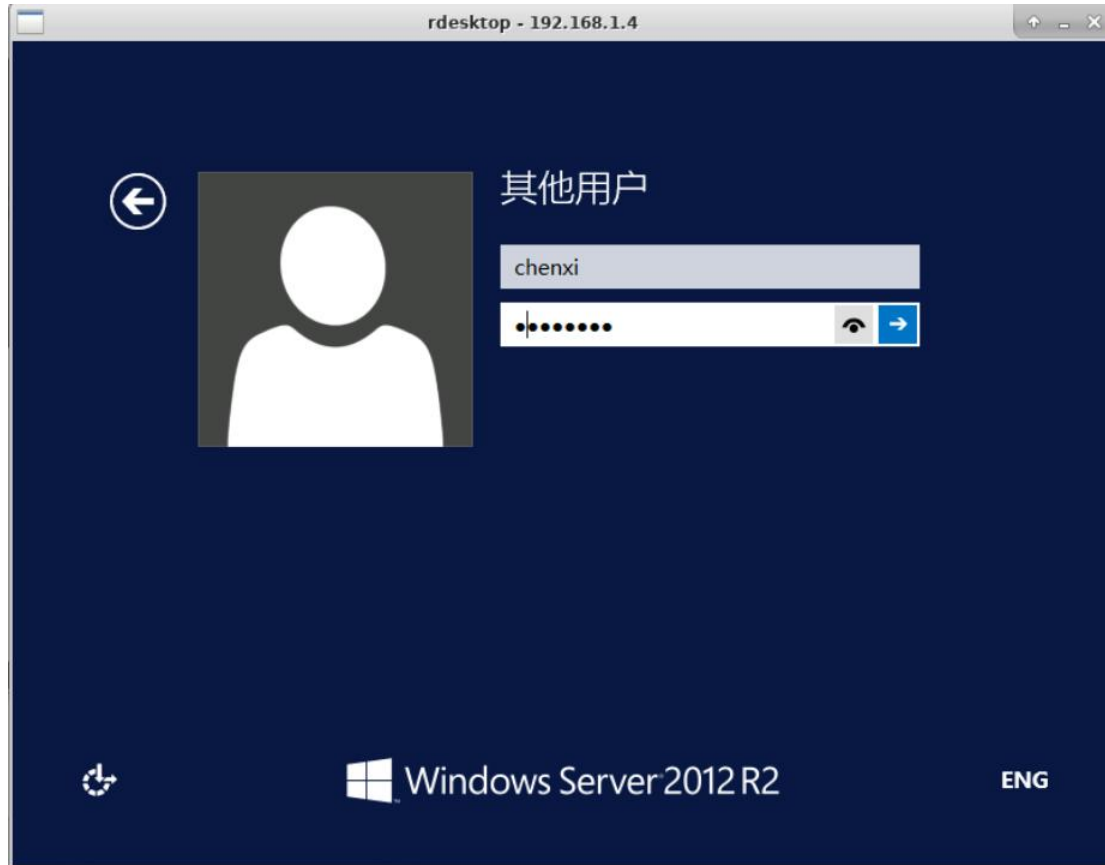 rdesktop - 192.168.1.4
其他用户
chenxi
••••••••
Windows Server 2012 R2
ENG